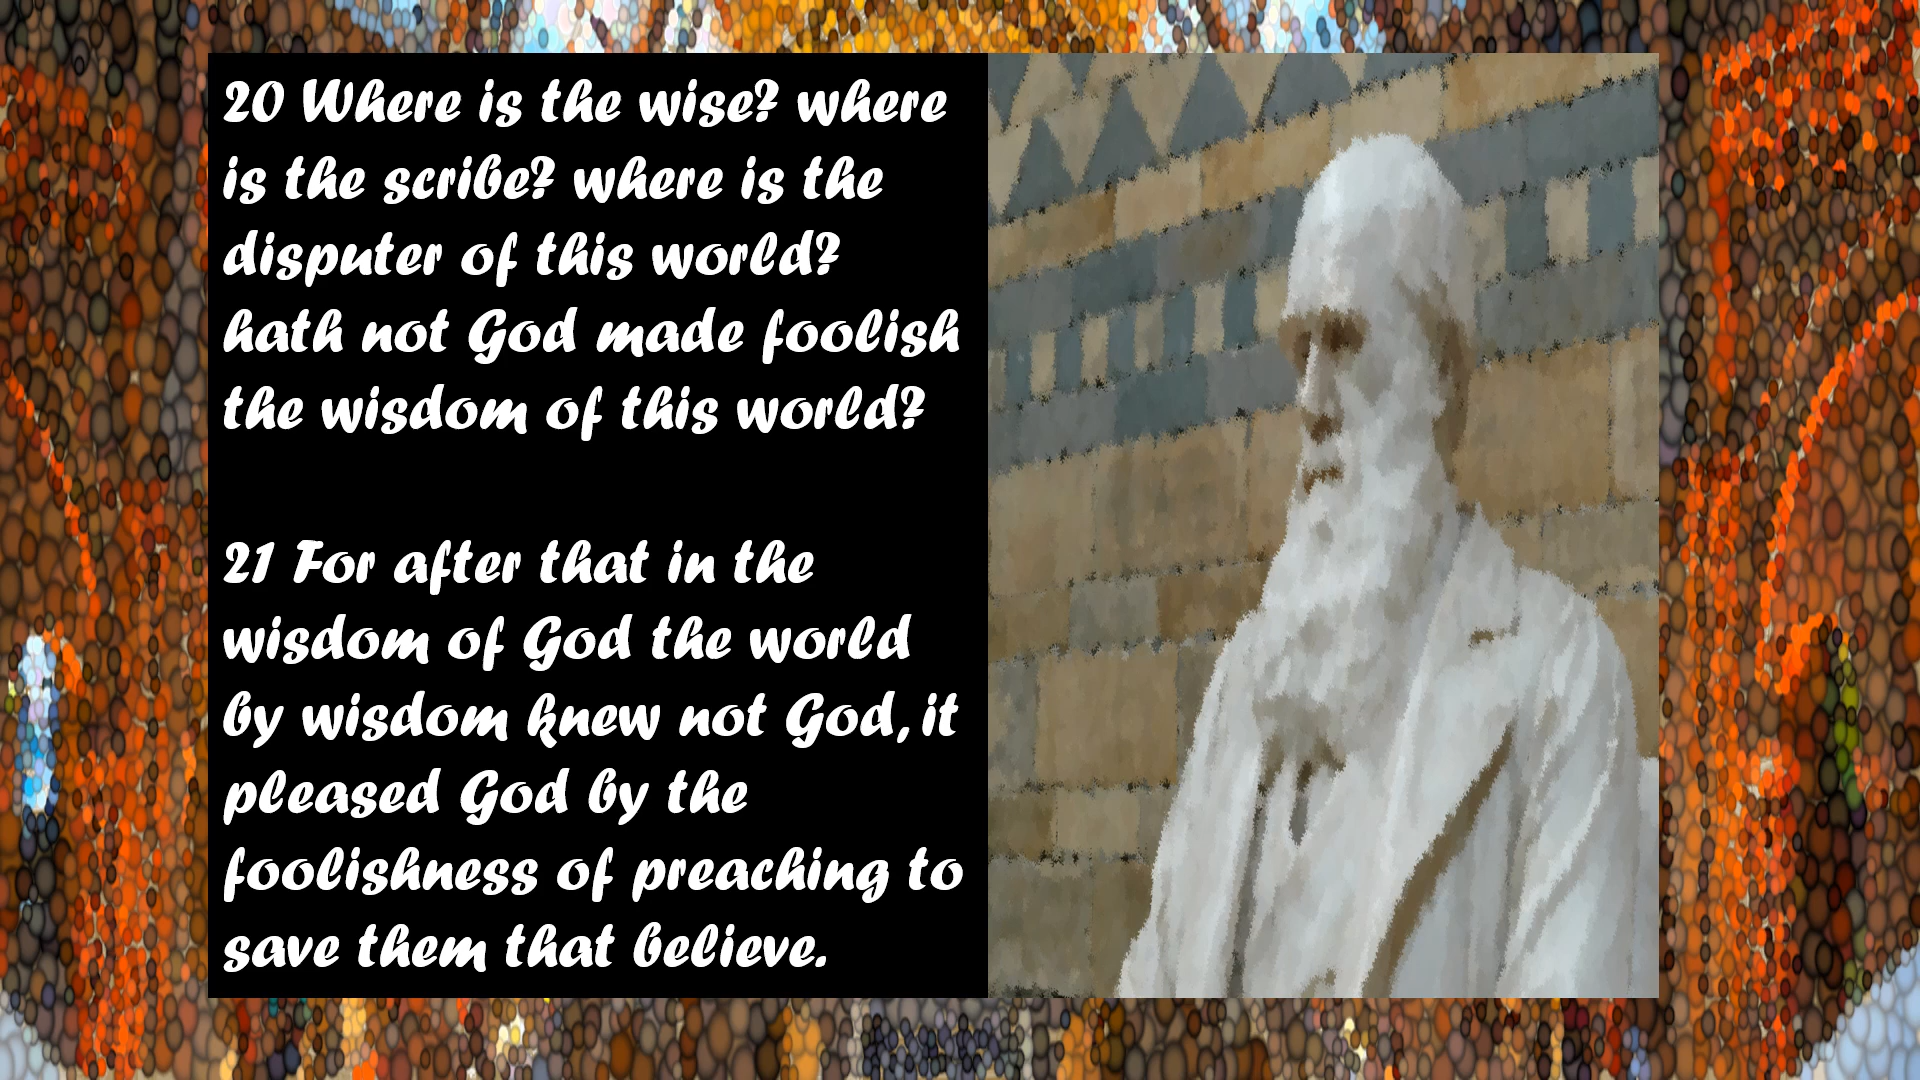 20 Where is the wise? where
is the scribe? where is the
disputer of this world?
hath not God made foolish
the wisdom of this world?
21 For after that in the
wisdom of God the world
by wisdom knew not God, it
pleased God by the
foolishness of preaching to
save them that believe.